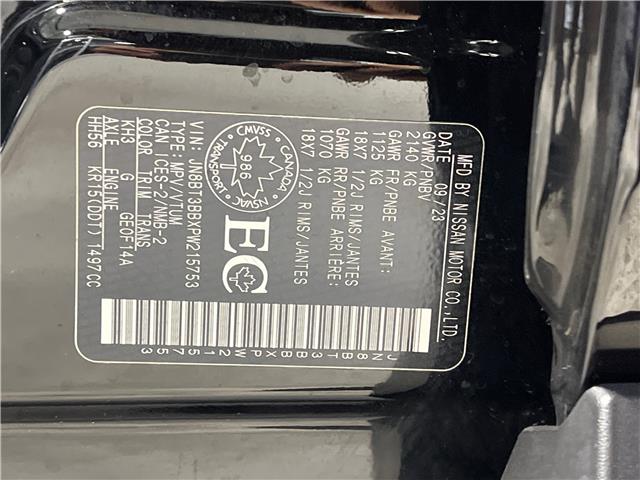 MFD BY NISSAN MOTOR CO.,LTD.
DATE 09/23
GVWR/PNBV
2140 KG
GAWR FR/PNBE AVANT:
1125 KG
18X7 1/2J RIMS/JANTES
GAWR RR/PNBE ARRIÈRE:
1070 KG
18X7 1/2J RIMS/JANTES
CANADA
CMVSS
NSVAC
TRANSPORT
986
EC
VIN: JN8BT3BBXPW215753
TYPE: MPV/VTUM
CAN ICES-2/NMB-2
COLOR TRIM TRANS
KH3 G GE0F14A
AXLE ENGINE
HH56 KR15(DDT) 1497CC
JN8BT3BBXPW215753